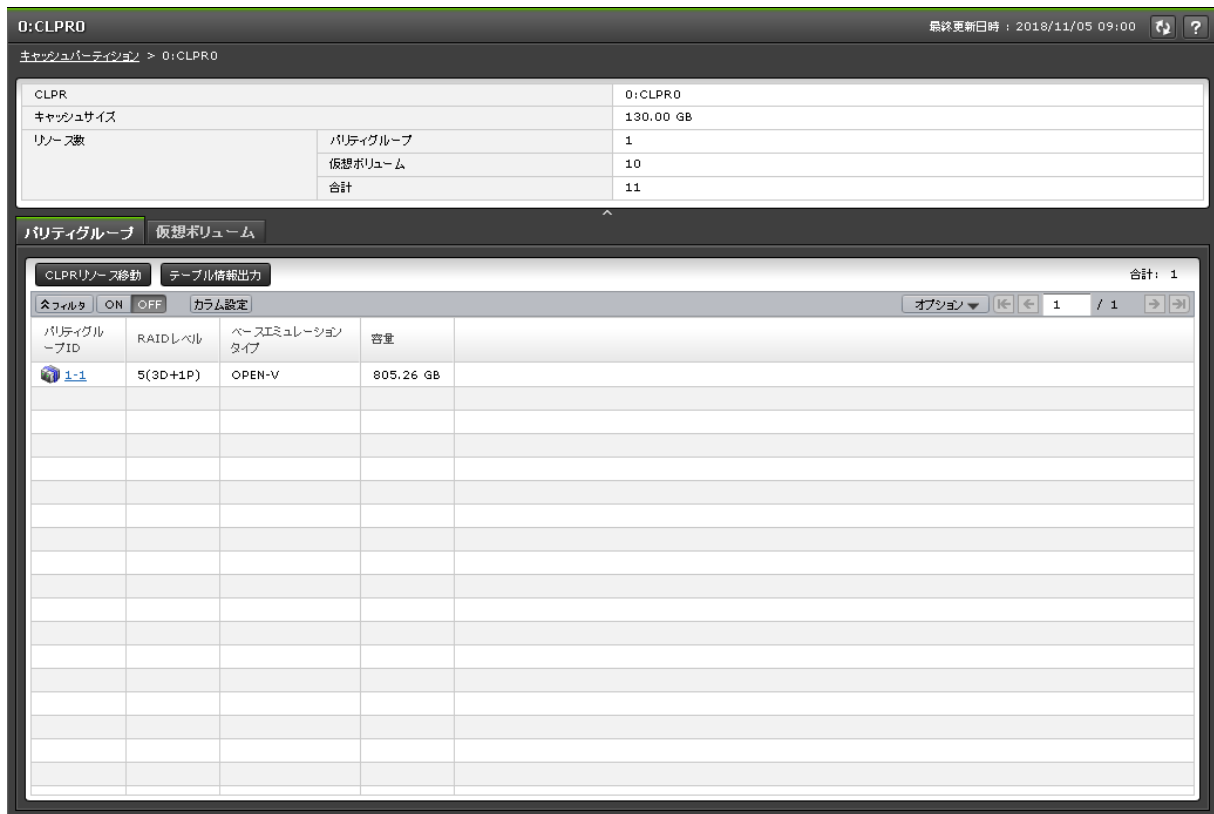 0:CLPR0
最終更新日時 : 2018/11/05 09:00
?
キャッシュパーティション > 0:CLPR0
CLPR 0:CLPR0
キャッシュサイズ 130.00 GB
リソース数 パリティグループ 1
仮想ボリューム 10
合計 11
パリティグループ 仮想ボリューム
CLPRリソース移動 テーブル情報出力 合計: 1
フィルタ ON OFF カラム設定 オプション 1 / 1
パリティグル
ープID
RAIDレベル
ベースエミュレーション
タイプ
容量
1-1 5(3D+1P) OPEN-V 805.26 GB